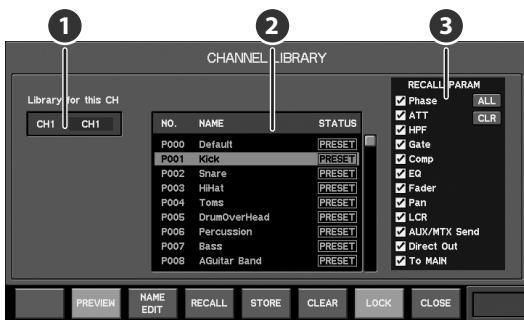 1
2
3
CHANNEL LIBRARY
Library for this CH
CH1 CH1
NO. NAME STATUS
P000 Default PRESET
P001 Kick PRESET
P002 Snare PRESET
P003 HiHat PRESET
P004 Toms PRESET
P005 DrumOverHead PRESET
P006 Percussion PRESET
P007 Bass PRESET
P008 AGuitar Band PRESET
RECALL PARAM
Phase ALL
ATT CLR
HPF
Gate
Comp
EQ
Fader
Pan
LCR
AUX/MTX Send
Direct Out
To MAIN
PREVIEW
NAME
EDIT
RECALL
STORE
CLEAR
LOCK
CLOSE